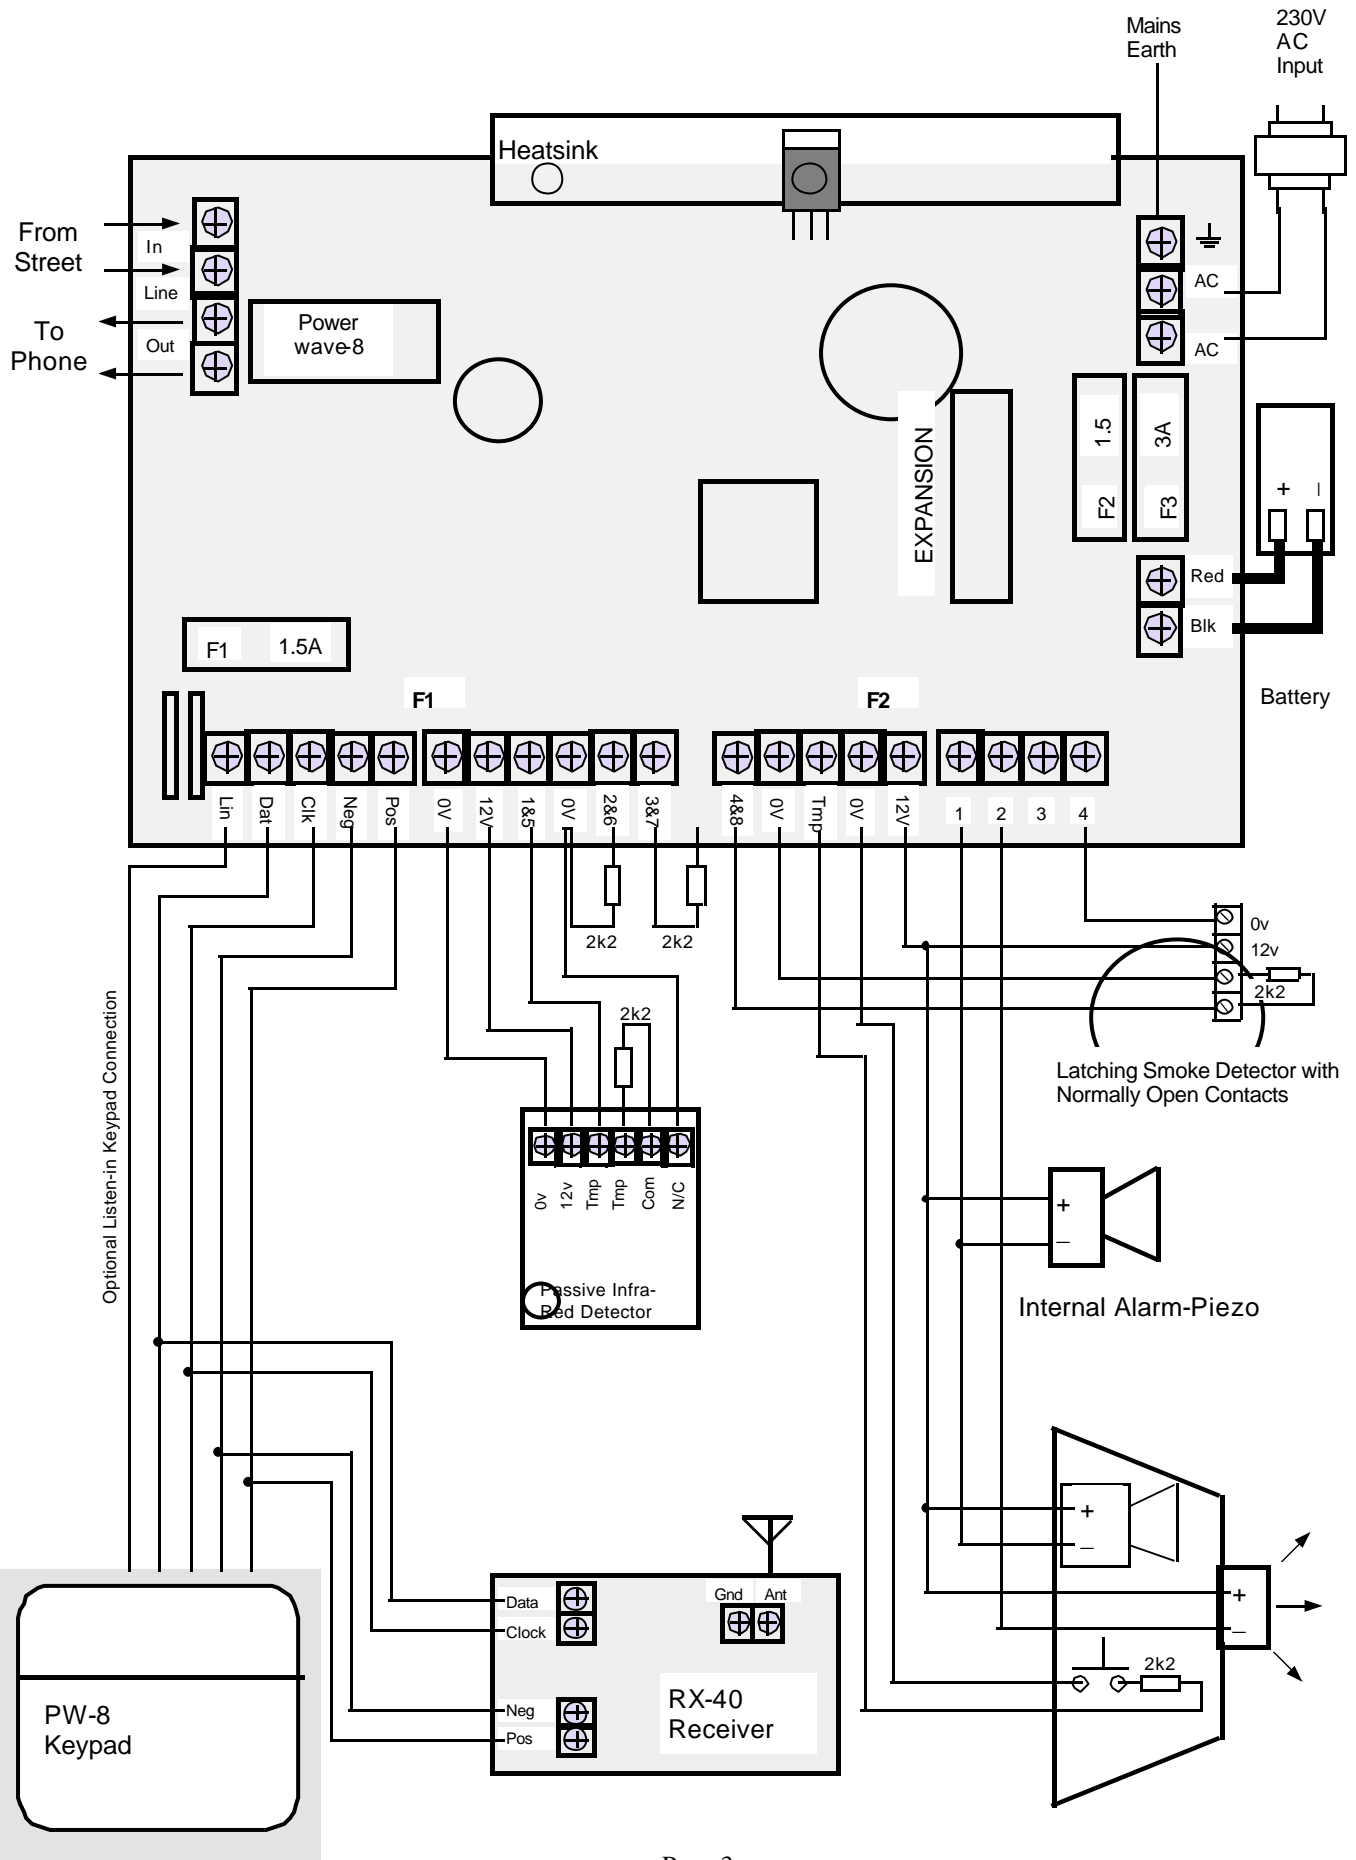 Mains
Earth
230V
AC
Input
Heatsink
From
Street
In
Line
To
Phone
Out
Power
wave-8
AC
AC
EXPANSION
1.5
F2
3A
F3
+ –
Red
Blk
Battery
F1 1.5A
F1
F2
Lin Dat Clk Neg Pos 0V 12V 1&5 0V 2&6 3&7 4&8 0V Tmp 0V 12V 1 2 3 4
2k2 2k2
0v
12v
2k2
Latching Smoke Detector with
Normally Open Contacts
Optional Listen-in Keypad Connection
2k2
0v 12v Tmp Tmp Com N/C
Passive Infra-
Red Detector
+
–
Internal Alarm-Piezo
+
–
+
–
2k2
Data
Clock
Gnd Ant
Neg
Pos
RX-40
Receiver
PW-8
Keypad